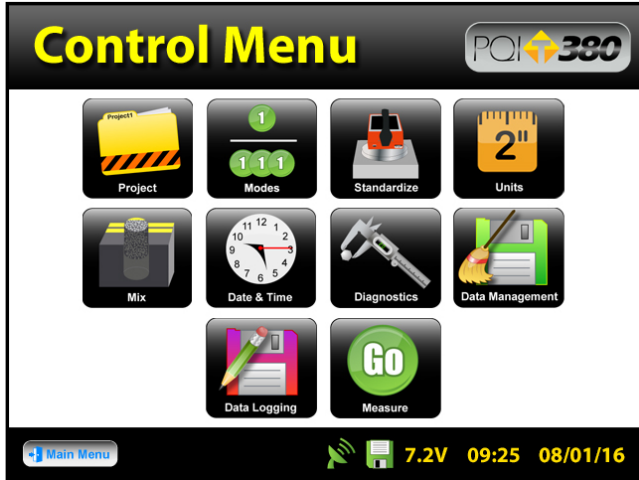 Control Menu
PQI T 380
Project1
Project
1
1 1 1
Modes
Standardize
2"
Units
Mix
12
11 1
10 2
9 3
8 4
7 6 5
Date & Time
Diagnostics
Data Management
Data Logging
Go
Measure
Main Menu
7.2V 09:25 08/01/16